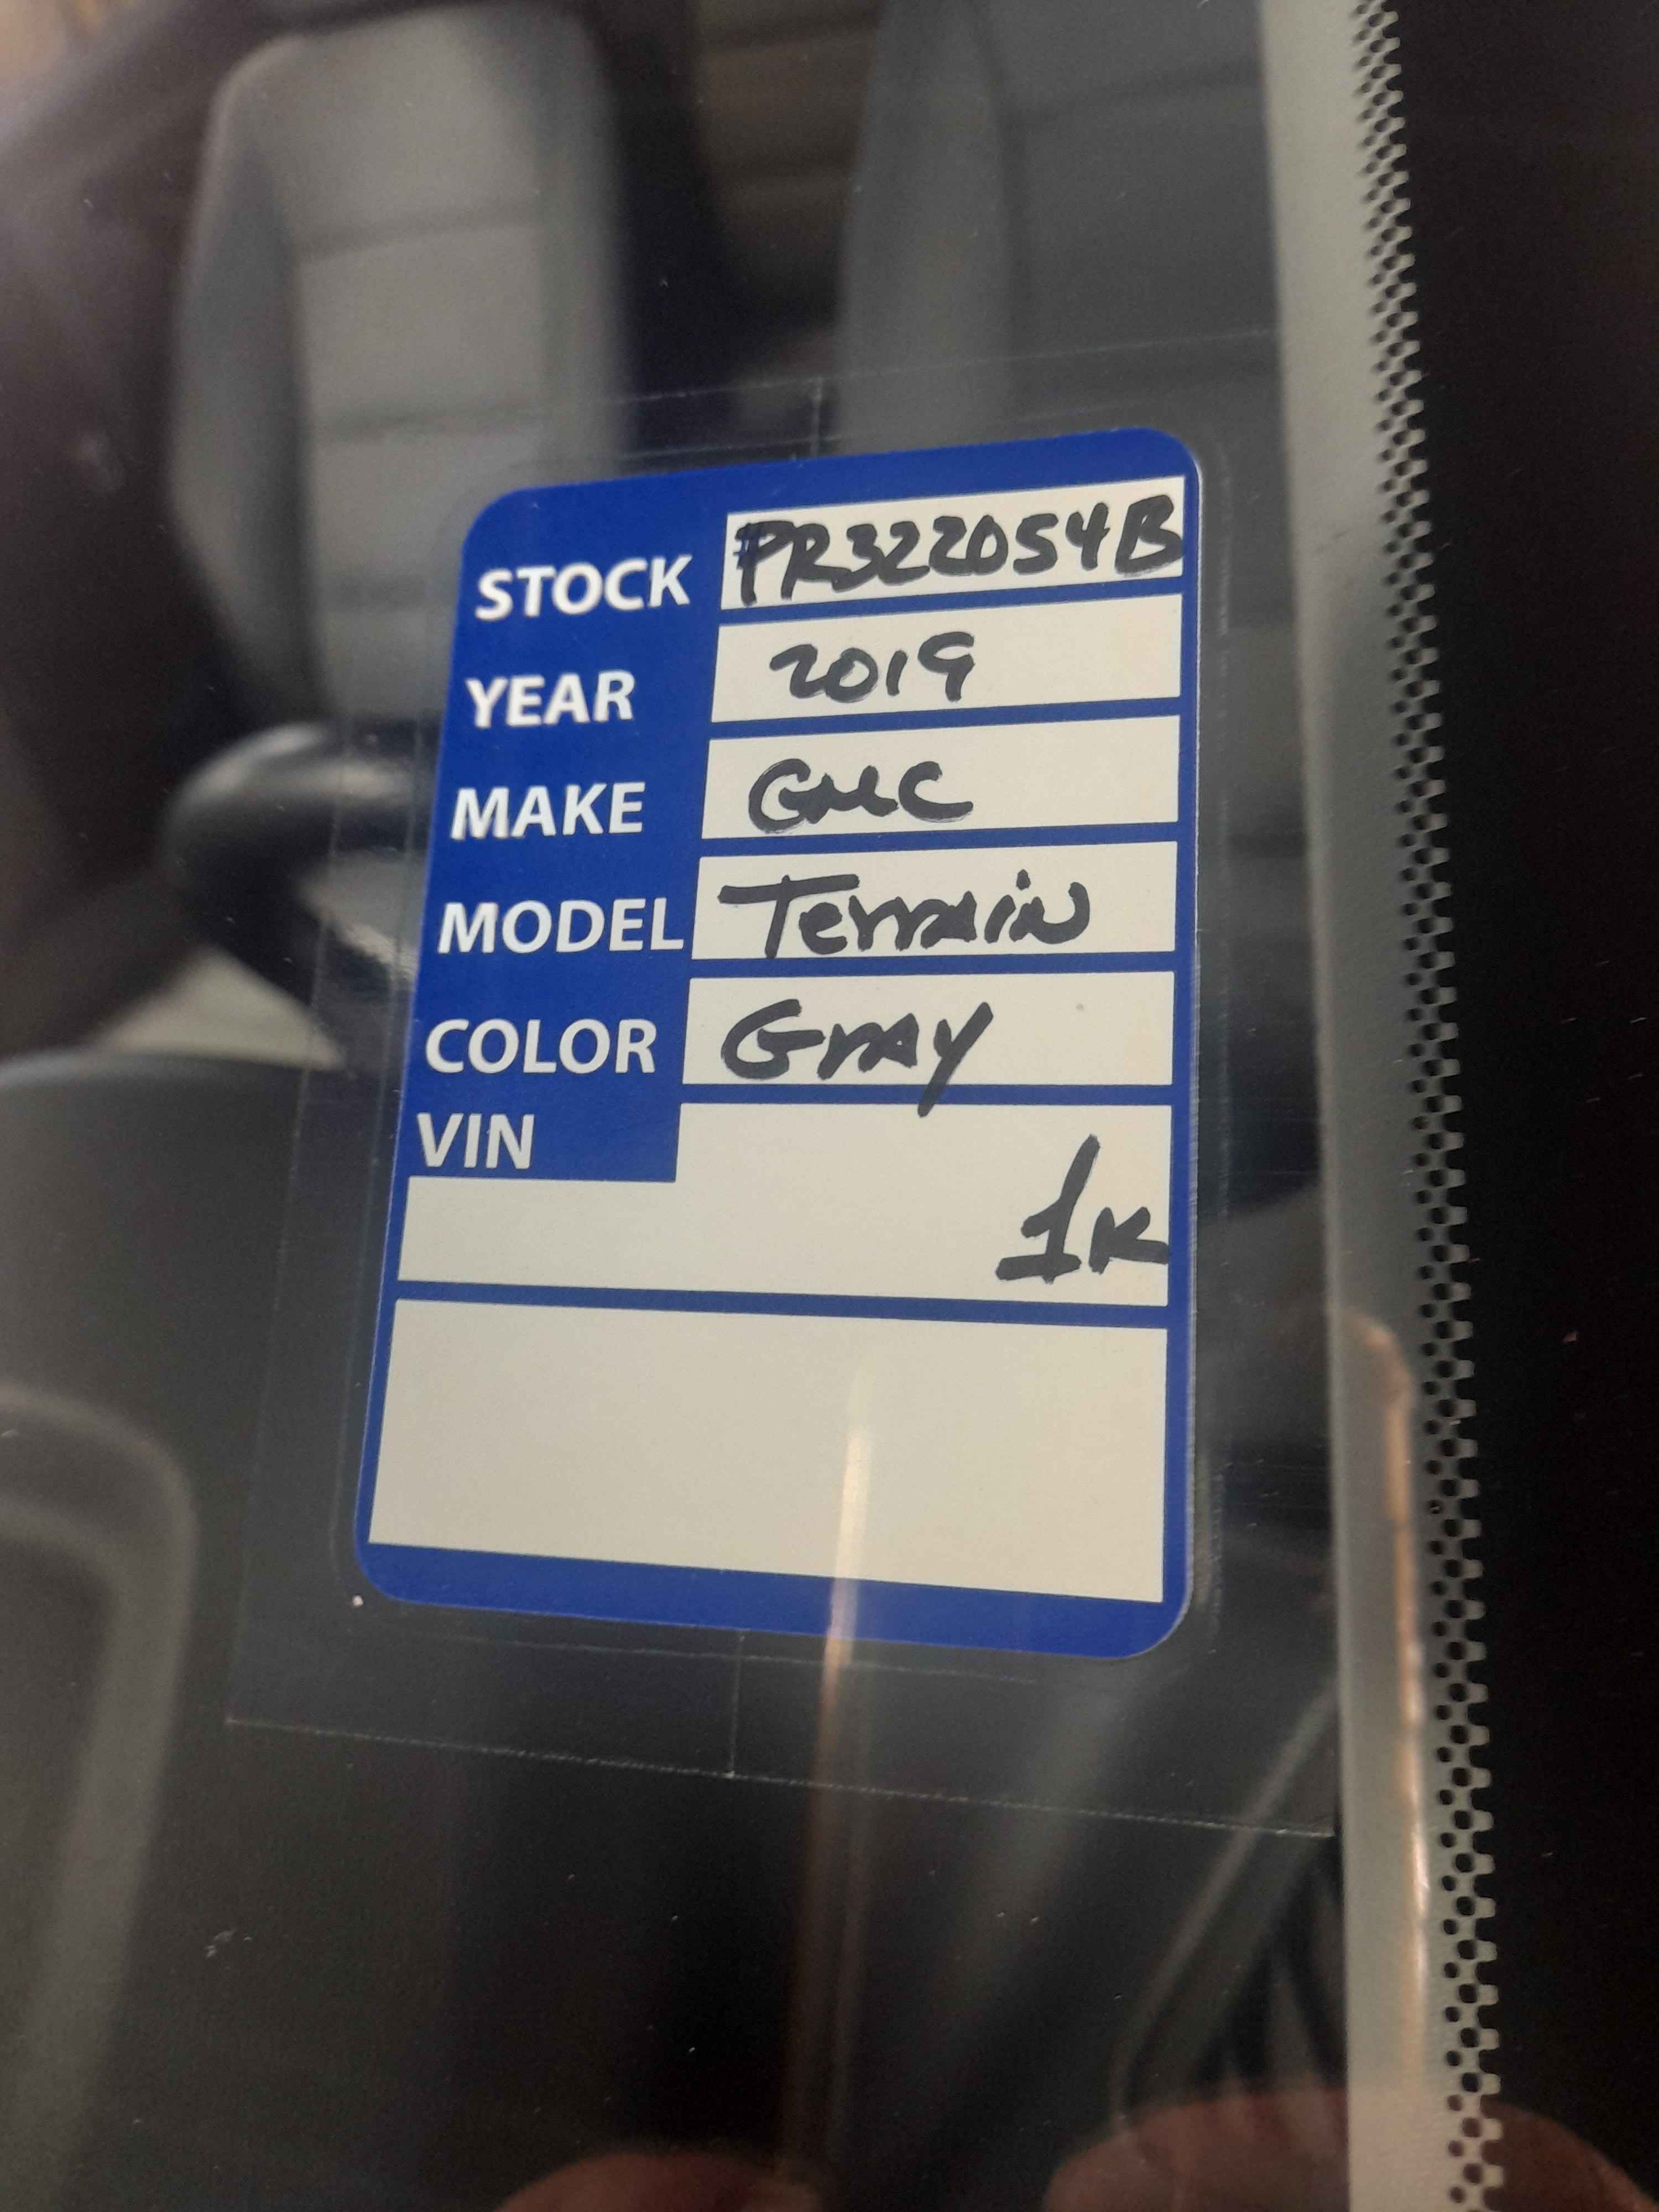 STOCK #PR322054B
YEAR 2019
MAKE GMC
MODEL Terrain
COLOR Gray
VIN
1K